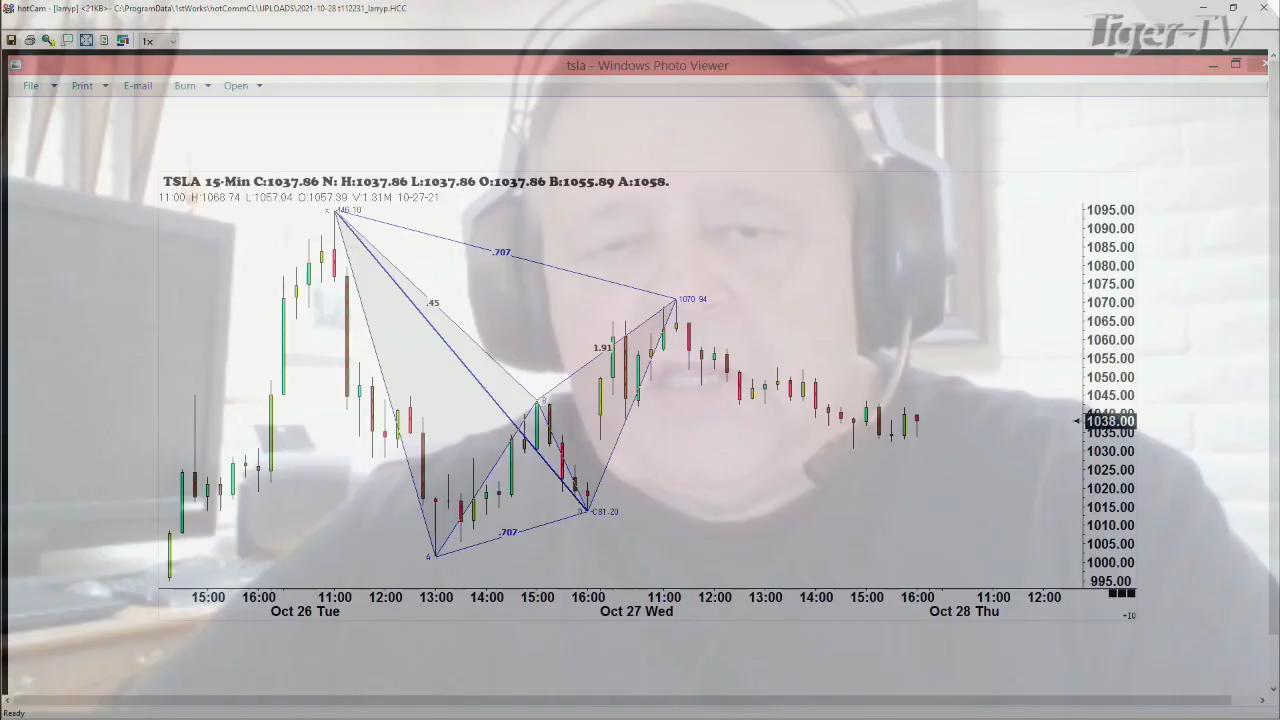 hotCam - [larryp] <21KB> - C:\ProgramData\1stWorks\hotCommCL\UPLOADS\2021-10-28 t112231_larryp.HCC
Tiger-TV
1x
tsla - Windows Photo Viewer
File Print E-mail Burn Open
TSLA 15-Min C:1037.86 N: H:1037.86 L:1037.86 O:1037.86 B:1055.89 A:1058.
11:00 H:1068 74 L:1057.04 O:1057.39 V:1.31M 10-27-21
X
1095.00
1090.00
.707
1085.00
1080.00
1075.00
.45
1070 94
1070.00
1065.00
1.91
1060.00
1055.00
1050.00
B
1045.00
1040.00
1038.00
1035.00
1030.00
1025.00
1020.00
1015.00
1010.00
.707
1005.00
A
1000.00
995.00
15:00 16:00 11:00 12:00 13:00 14:00 15:00 16:00 11:00 12:00 13:00 14:00 15:00 16:00 11:00 12:00
Oct 26 Tue Oct 27 Wed Oct 28 Thu
+10
Ready